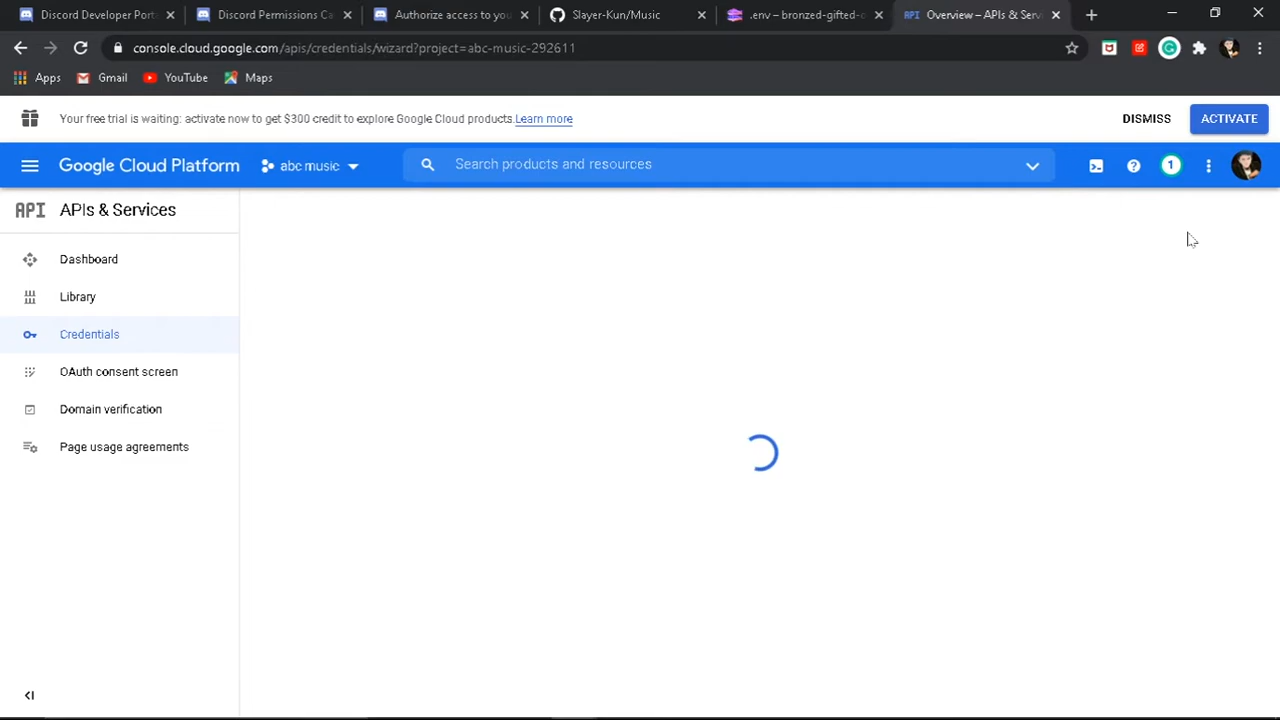 Discord Developer Port
Discord Permissions Ca
Authorize access to you
Slayer-Kun/Music
.env – bronzed-gifted-o
API Overview – APIs & Servi
console.cloud.google.com/apis/credentials/wizard?project=abc-music-292611
Apps
Gmail
YouTube
Maps
Your free trial is waiting: activate now to get $300 credit to explore Google Cloud products. Learn more
DISMISS
ACTIVATE
Google Cloud Platform
abc music
Search products and resources
1
API APIs & Services
Dashboard
Library
Credentials
OAuth consent screen
Domain verification
Page usage agreements